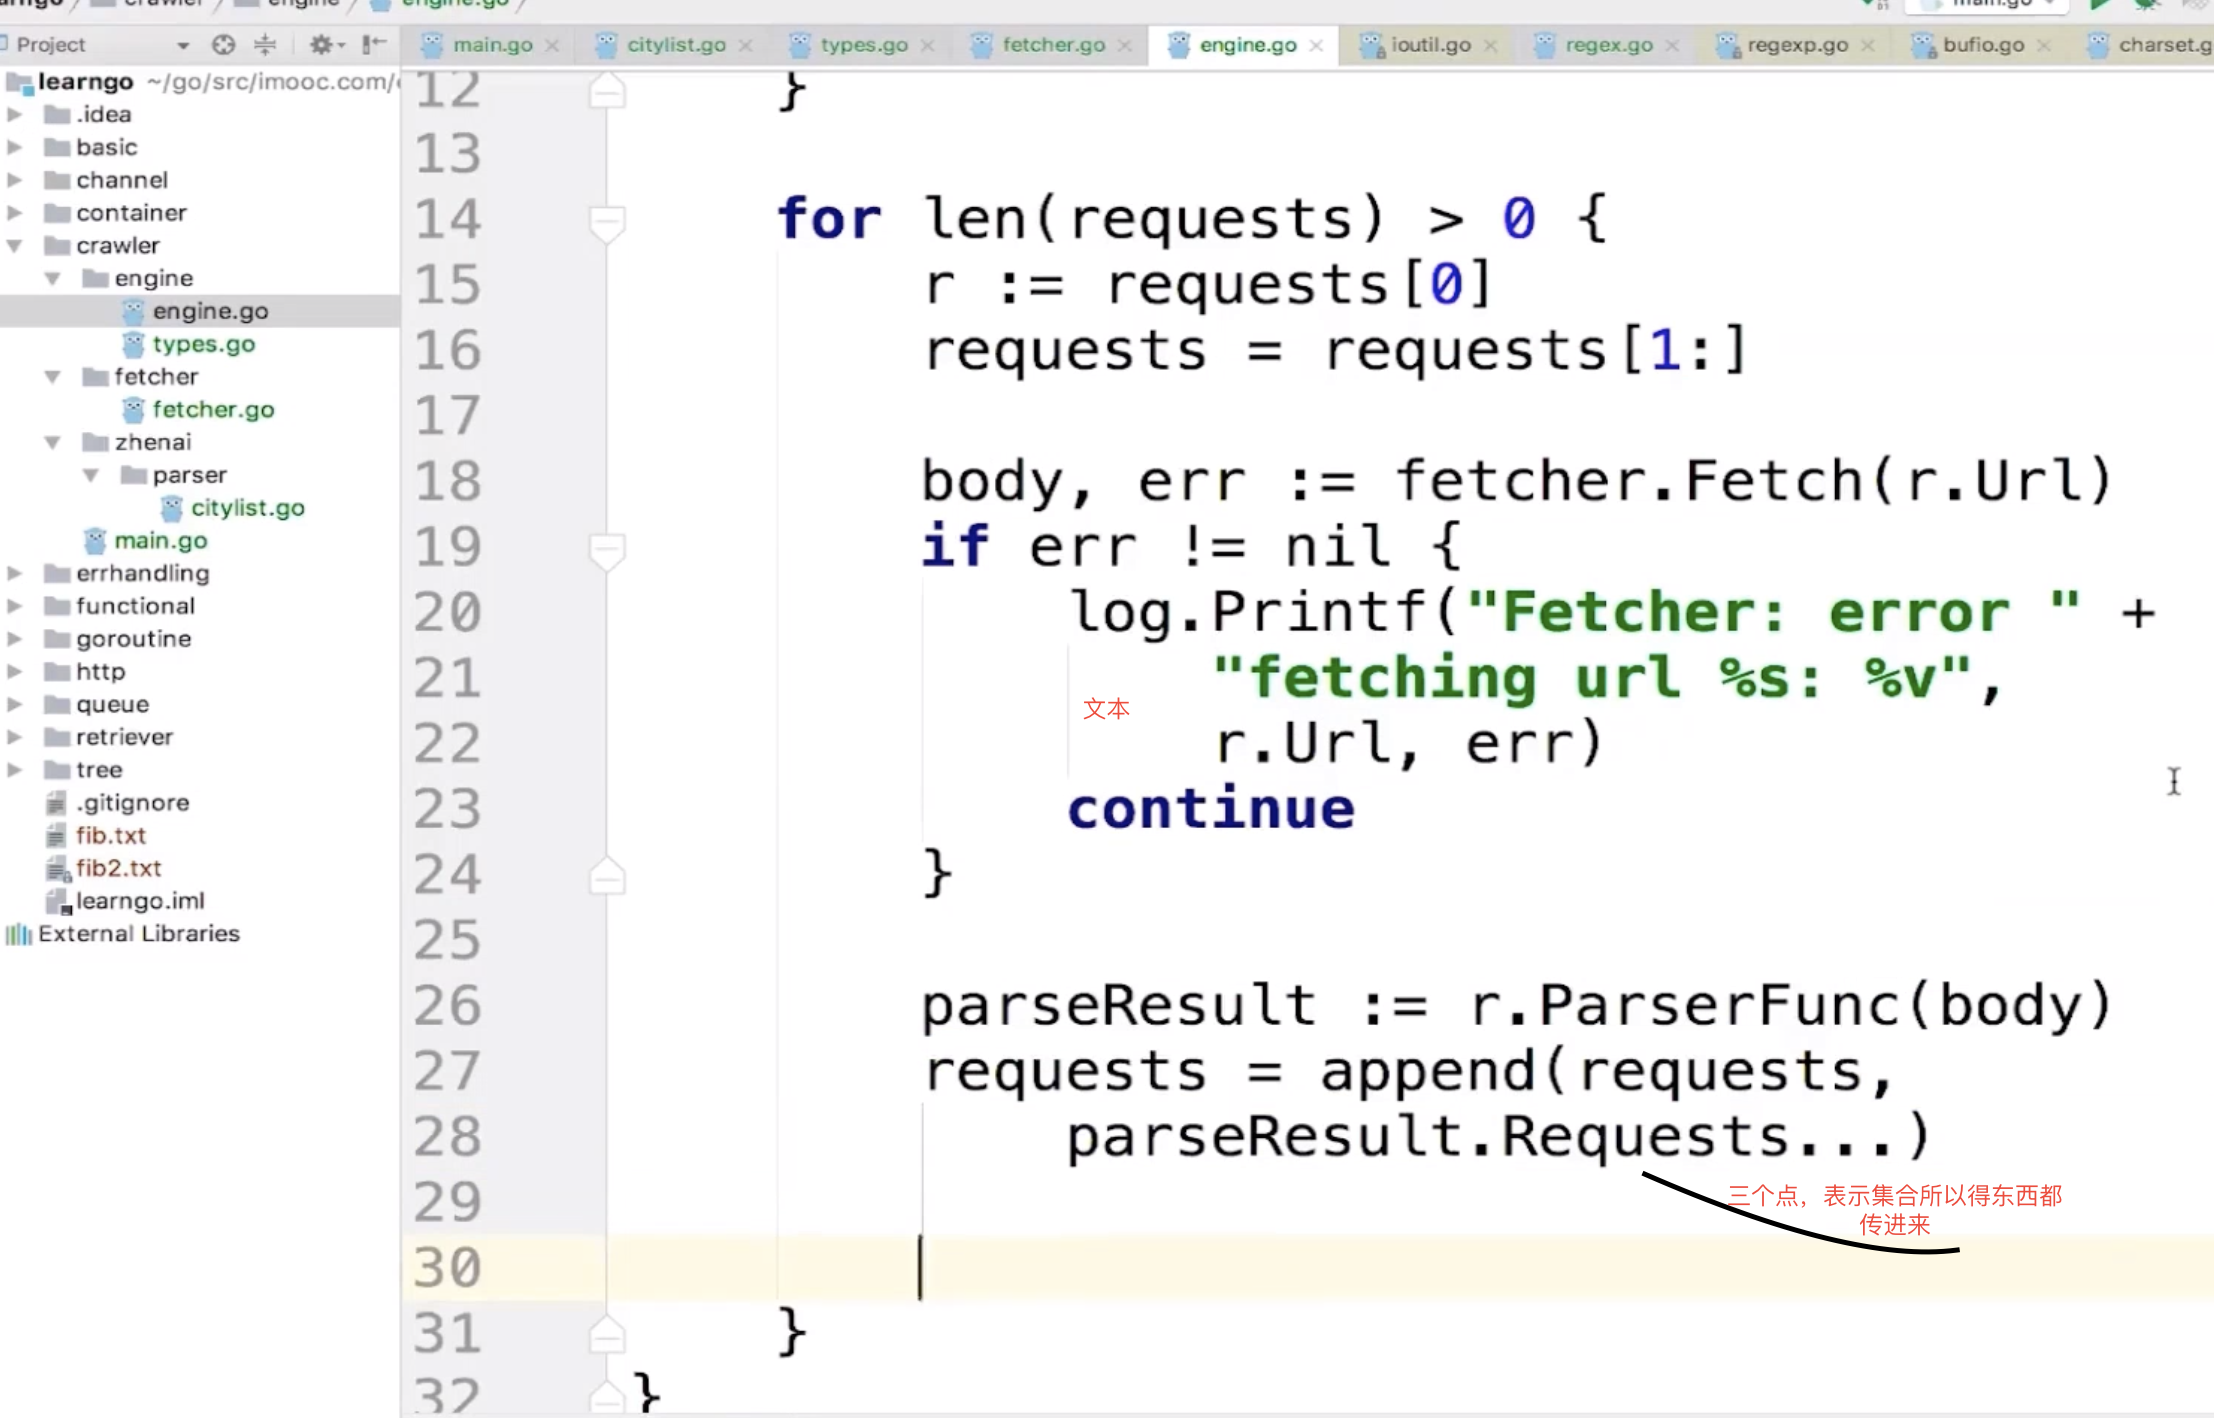 crawler engine engine.go main.go
Project main.go citylist.go types.go fetcher.go engine.go ioutil.go regex.go regexp.go bufio.go charset.g
learngo ~/go/src/imooc.com/
.idea
basic
channel
container
crawler
engine
engine.go
types.go
fetcher
fetcher.go
zhenai
parser
citylist.go
main.go
errhandling
functional
goroutine
http
queue
retriever
tree
.gitignore
fib.txt
fib2.txt
learngo.iml
External Libraries
12 }
13
14 for len(requests) > 0 {
15 r := requests[0]
16 requests = requests[1:]
17
18 body, err := fetcher.Fetch(r.Url)
19 if err != nil {
20 log.Printf("Fetcher: error " +
21 "fetching url %s: %v",
文本
22 r.Url, err)
23 continue
24 }
25
26 parseResult := r.ParserFunc(body)
27 requests = append(requests,
28 parseResult.Requests...)
29
三个点，表示集合所以得东西都
传进来
30
31 }
32 }